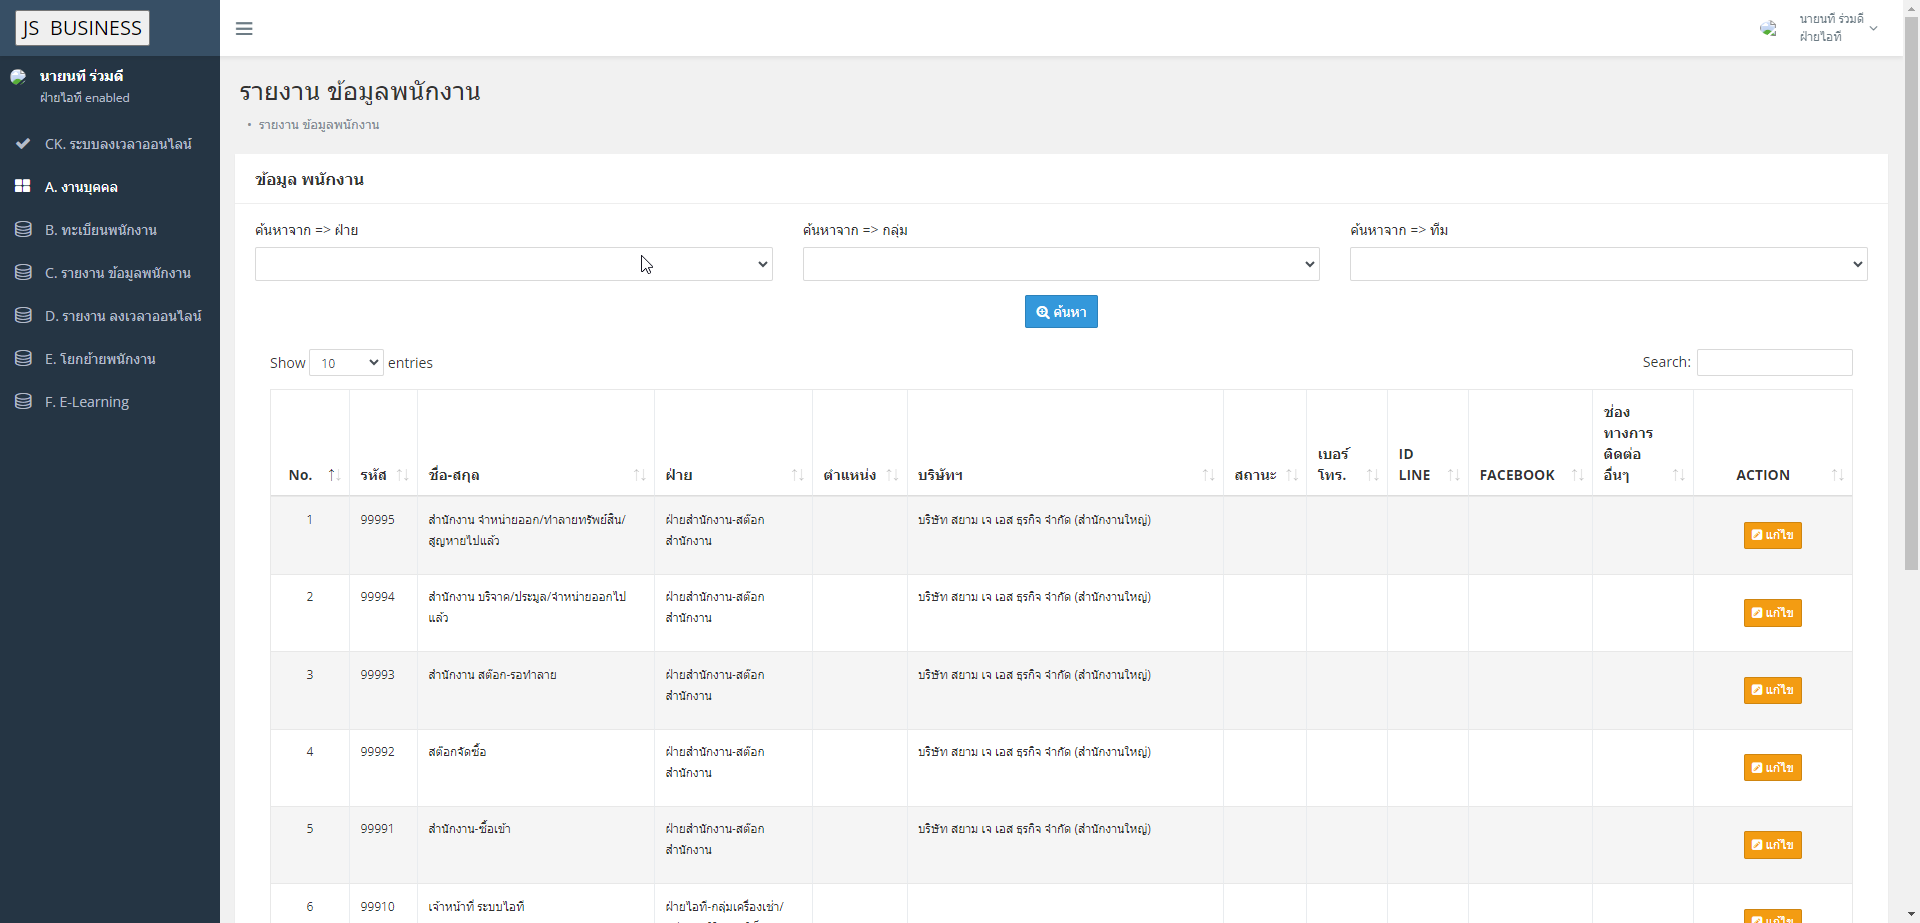 JS BUSINESS
นายนที ร่วมดี
ฝ่ายไอที
นายนที ร่วมดี
ฝ่ายไอที enabled
CK. ระบบลงเวลาออนไลน์
A. งานบุคคล
B. ทะเบียนพนักงาน
C. รายงาน ข้อมูลพนักงาน
D. รายงาน ลงเวลาออนไลน์
E. โยกย้ายพนักงาน
F. E-Learning
รายงาน ข้อมูลพนักงาน
• รายงาน ข้อมูลพนักงาน
ข้อมูล พนักงาน
ค้นหาจาก => ฝ่าย ค้นหาจาก => กลุ่ม ค้นหาจาก => ทีม
ค้นหา
Show 10 entries Search:
No. รหัส ชื่อ-สกุล ฝ่าย ตำแหน่ง บริษัทฯ สถานะ เบอร์โทร. ID LINE FACEBOOK ช่องทางการติดต่ออื่นๆ ACTION
1 99995 สำนักงาน จำหน่ายออก/ทำลายทรัพย์สิน/ ฝ่ายสำนักงาน-สต๊อก บริษัท สยาม เจ เอส ธุรกิจ จำกัด (สำนักงานใหญ่) แก้ไข
สูญหายไปแล้ว สำนักงาน
2 99994 สำนักงาน บริจาค/ประมูล/จำหน่ายออกไป ฝ่ายสำนักงาน-สต๊อก บริษัท สยาม เจ เอส ธุรกิจ จำกัด (สำนักงานใหญ่) แก้ไข
แล้ว สำนักงาน
3 99993 สำนักงาน สต๊อก-รอทำลาย ฝ่ายสำนักงาน-สต๊อก บริษัท สยาม เจ เอส ธุรกิจ จำกัด (สำนักงานใหญ่) แก้ไข
สำนักงาน
4 99992 สต๊อกจัดซื้อ ฝ่ายสำนักงาน-สต๊อก บริษัท สยาม เจ เอส ธุรกิจ จำกัด (สำนักงานใหญ่) แก้ไข
สำนักงาน
5 99991 สำนักงาน-ซื้อเข้า ฝ่ายสำนักงาน-สต๊อก บริษัท สยาม เจ เอส ธุรกิจ จำกัด (สำนักงานใหญ่) แก้ไข
สำนักงาน
6 99910 เจ้าหน้าที่ ระบบไอที ฝ่ายไอที-กลุ่มเครื่องเช่า/ แก้ไข